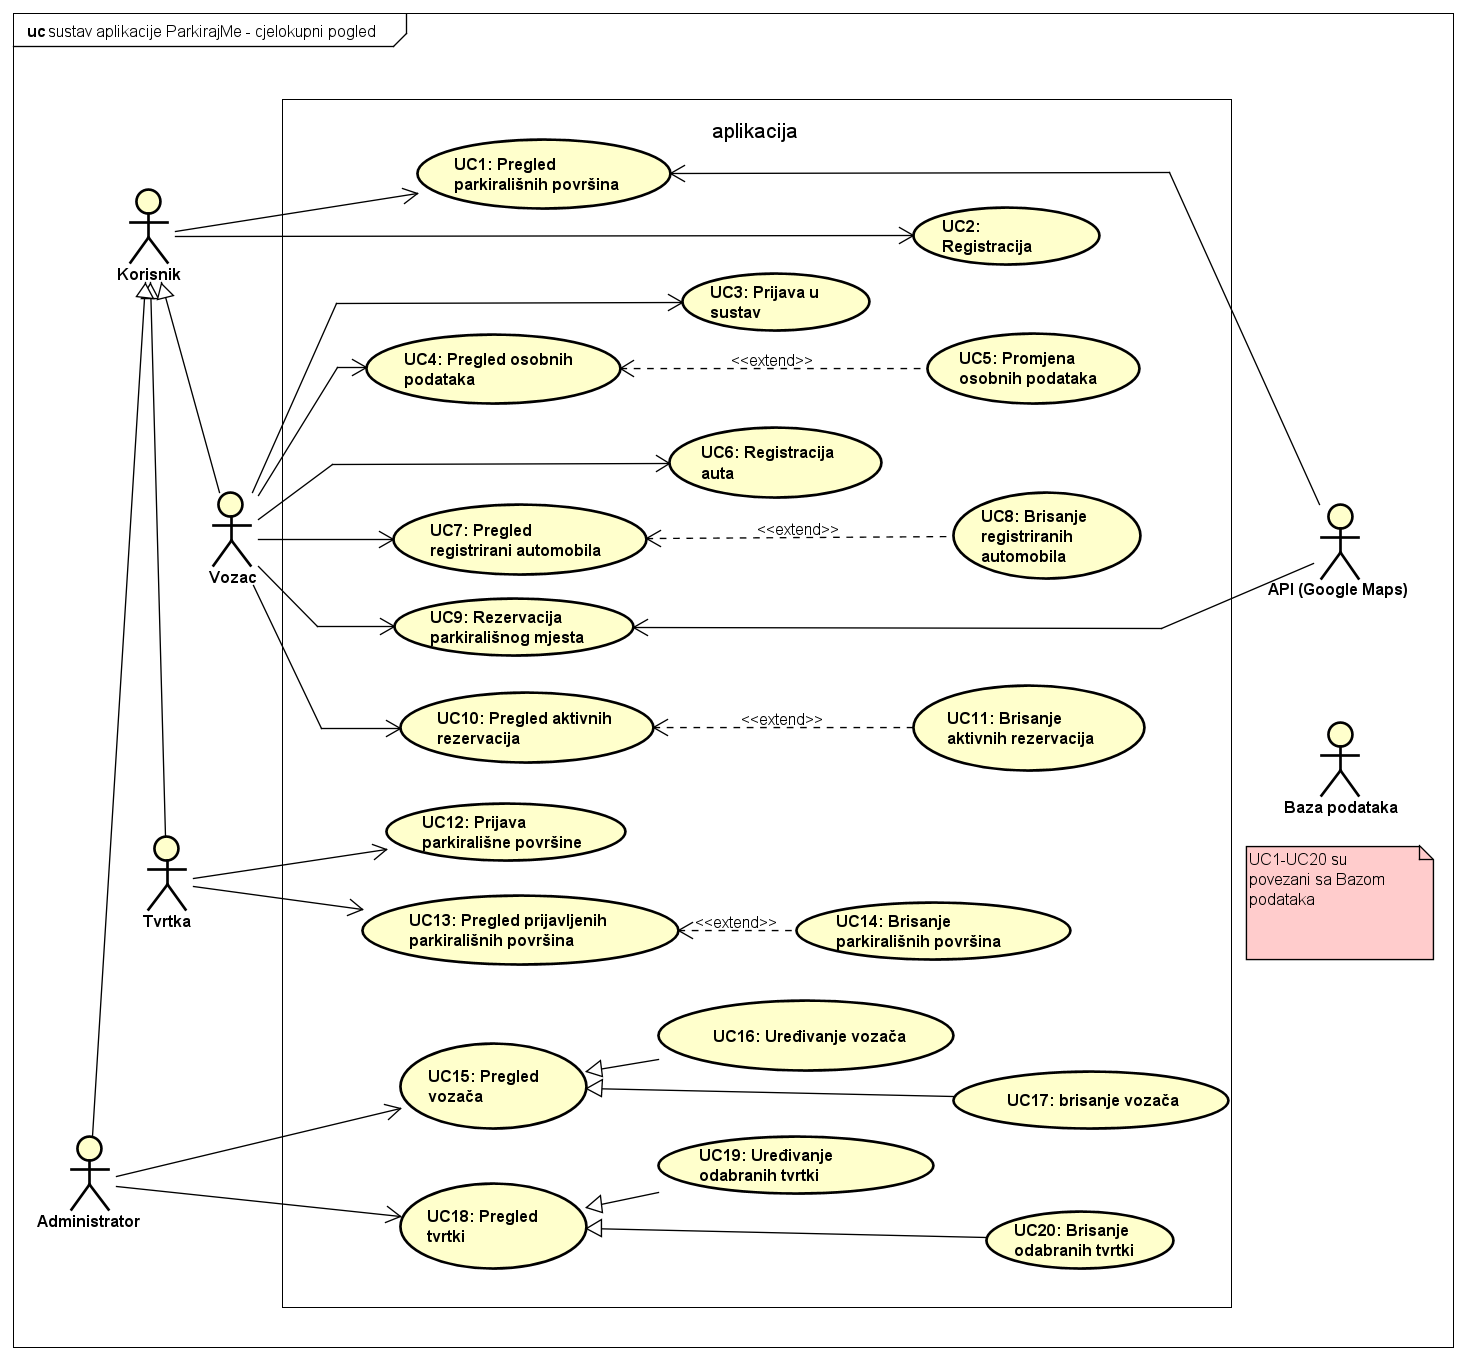 uc sustav aplikacije ParkirajMe - cjelokupni pogled
aplikacija
UC1: Pregled
parkirališnih površina
Korisnik
UC2:
Registracija
UC3: Prijava u
sustav
UC4: Pregled osobnih
podataka
<<extend>>
UC5: Promjena
osobnih podataka
UC6: Registracija
auta
Vozac
UC7: Pregled
registrirani automobila
<<extend>>
UC8: Brisanje
registriranih
automobila
API (Google Maps)
UC9: Rezervacija
parkirališnog mjesta
UC10: Pregled aktivnih
rezervacija
<<extend>>
UC11: Brisanje
aktivnih rezervacija
Baza podataka
UC12: Prijava
parkirališne površine
UC1-UC20 su
povezani sa Bazom
podataka
Tvrtka
UC13: Pregled prijavljenih
parkirališnih površina
<<extend>>
UC14: Brisanje
parkirališnih površina
UC15: Pregled
vozača
UC16: Uređivanje vozača
UC17: brisanje vozača
Administrator
UC18: Pregled
tvrtki
UC19: Uređivanje
odabranih tvrtki
UC20: Brisanje
odabranih tvrtki